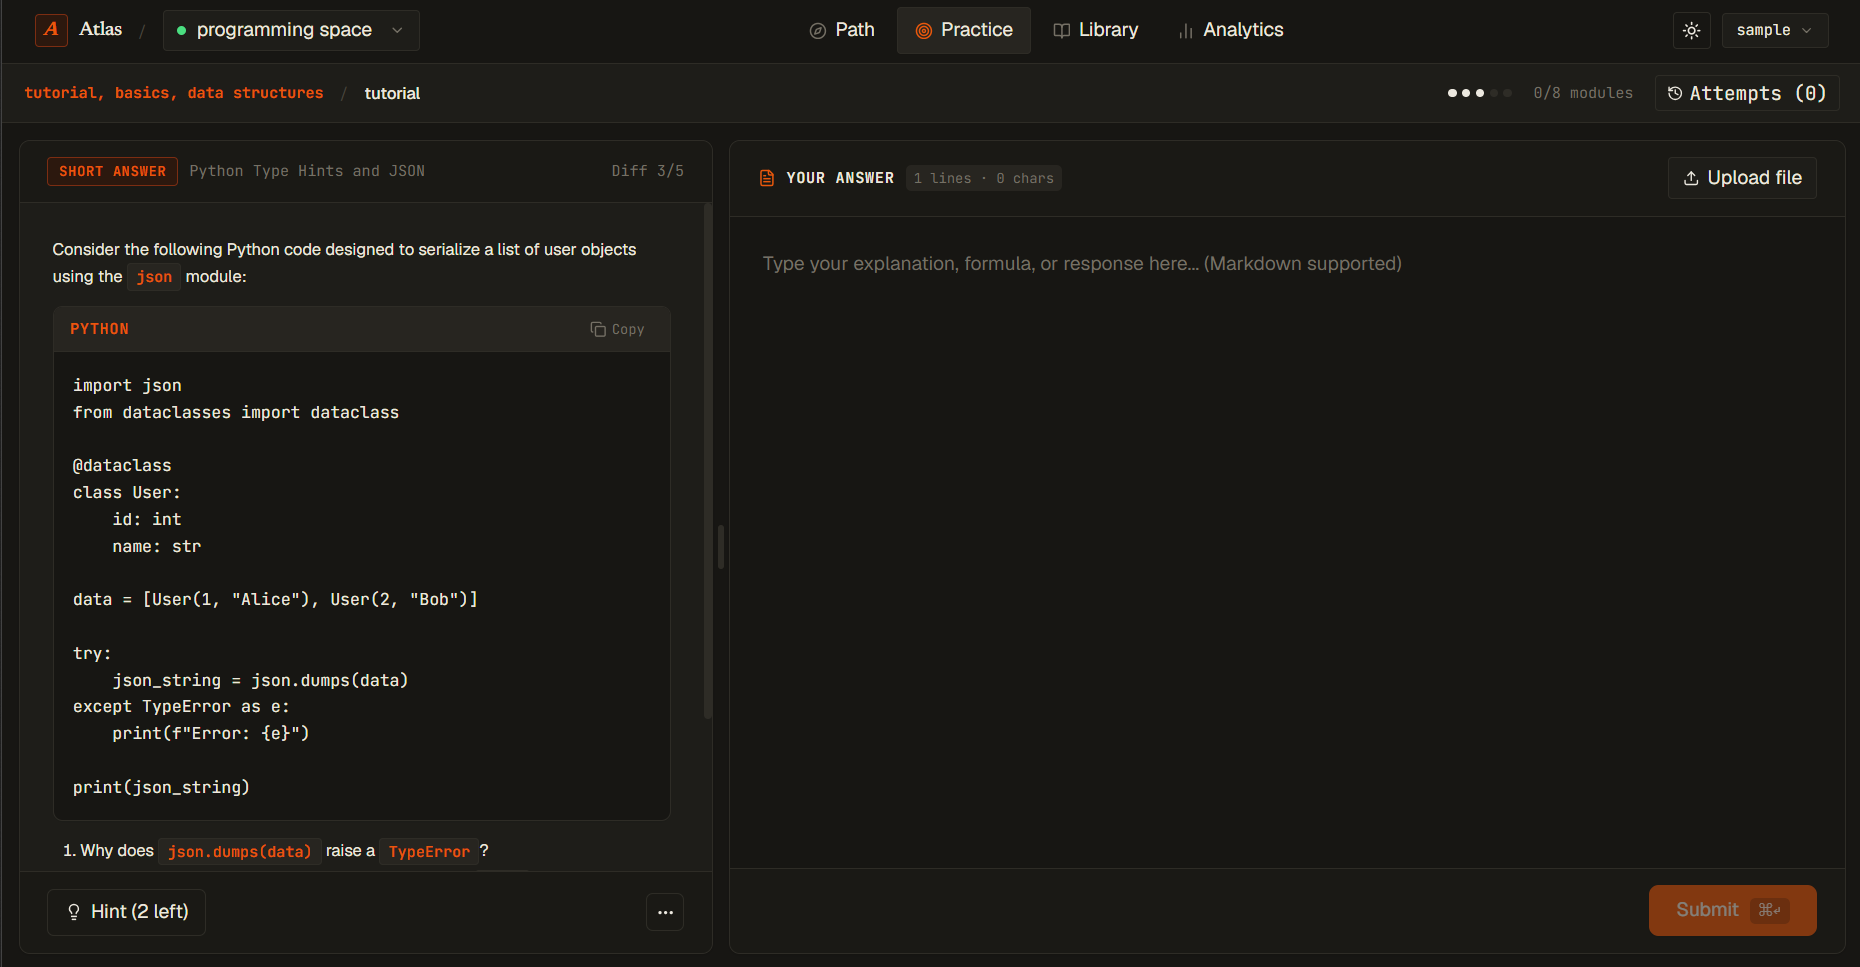 A Atlas / programming space
Path Practice Library Analytics
sample
tutorial, basics, data structures / tutorial
0/8 modules
Attempts (0)
SHORT ANSWER Python Type Hints and JSON Diff 3/5
Consider the following Python code designed to serialize a list of user objects
using the json module:
PYTHON Copy
import json
from dataclasses import dataclass
@dataclass
class User:
    id: int
    name: str
data = [User(1, "Alice"), User(2, "Bob")]
try:
    json_string = json.dumps(data)
except TypeError as e:
    print(f"Error: {e}")
print(json_string)
1. Why does json.dumps(data) raise a TypeError ?
Hint (2 left)
YOUR ANSWER 1 lines · 0 chars
Upload file
Type your explanation, formula, or response here... (Markdown supported)
Submit ⌘↵